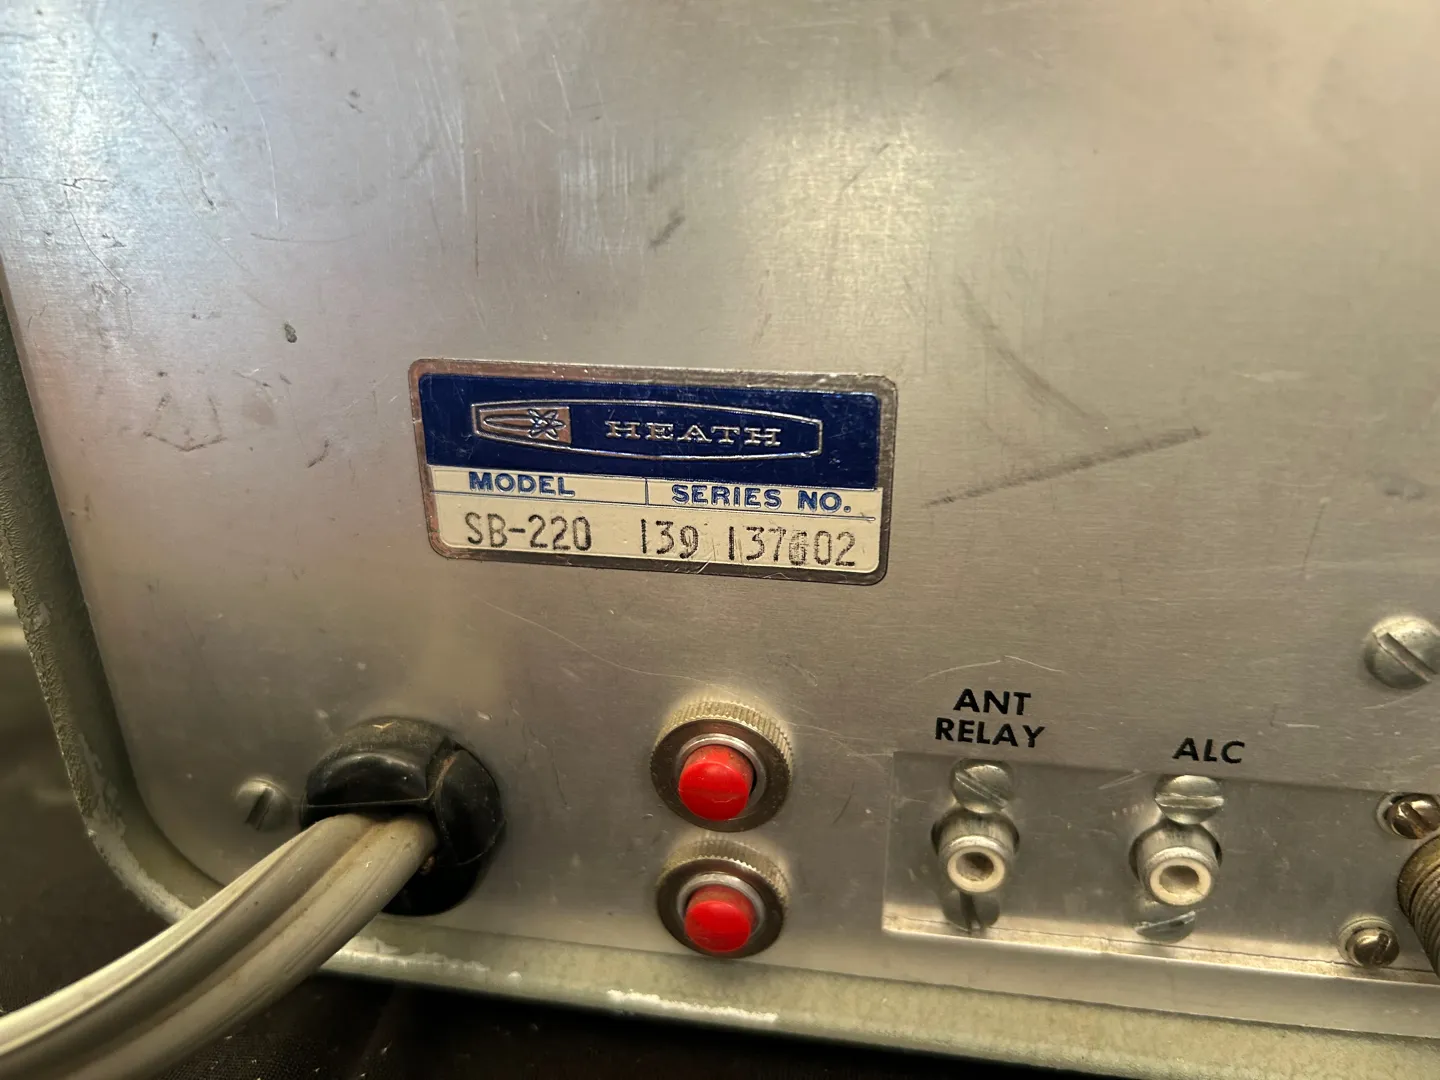 HEATH
MODEL SERIES NO.
SB-220 139 137602
ANT
RELAY
ALC